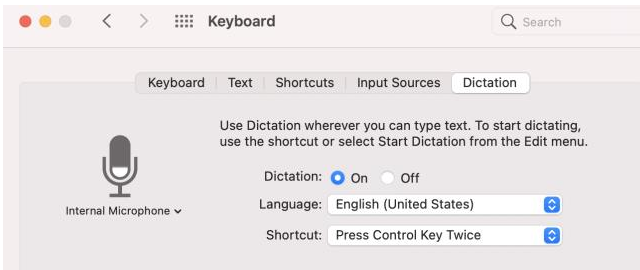 Keyboard
Search
Keyboard Text Shortcuts Input Sources Dictation
Use Dictation wherever you can type text. To start dictating,
use the shortcut or select Start Dictation from the Edit menu.
Dictation: On Off
Internal Microphone
Language: English (United States)
Shortcut: Press Control Key Twice